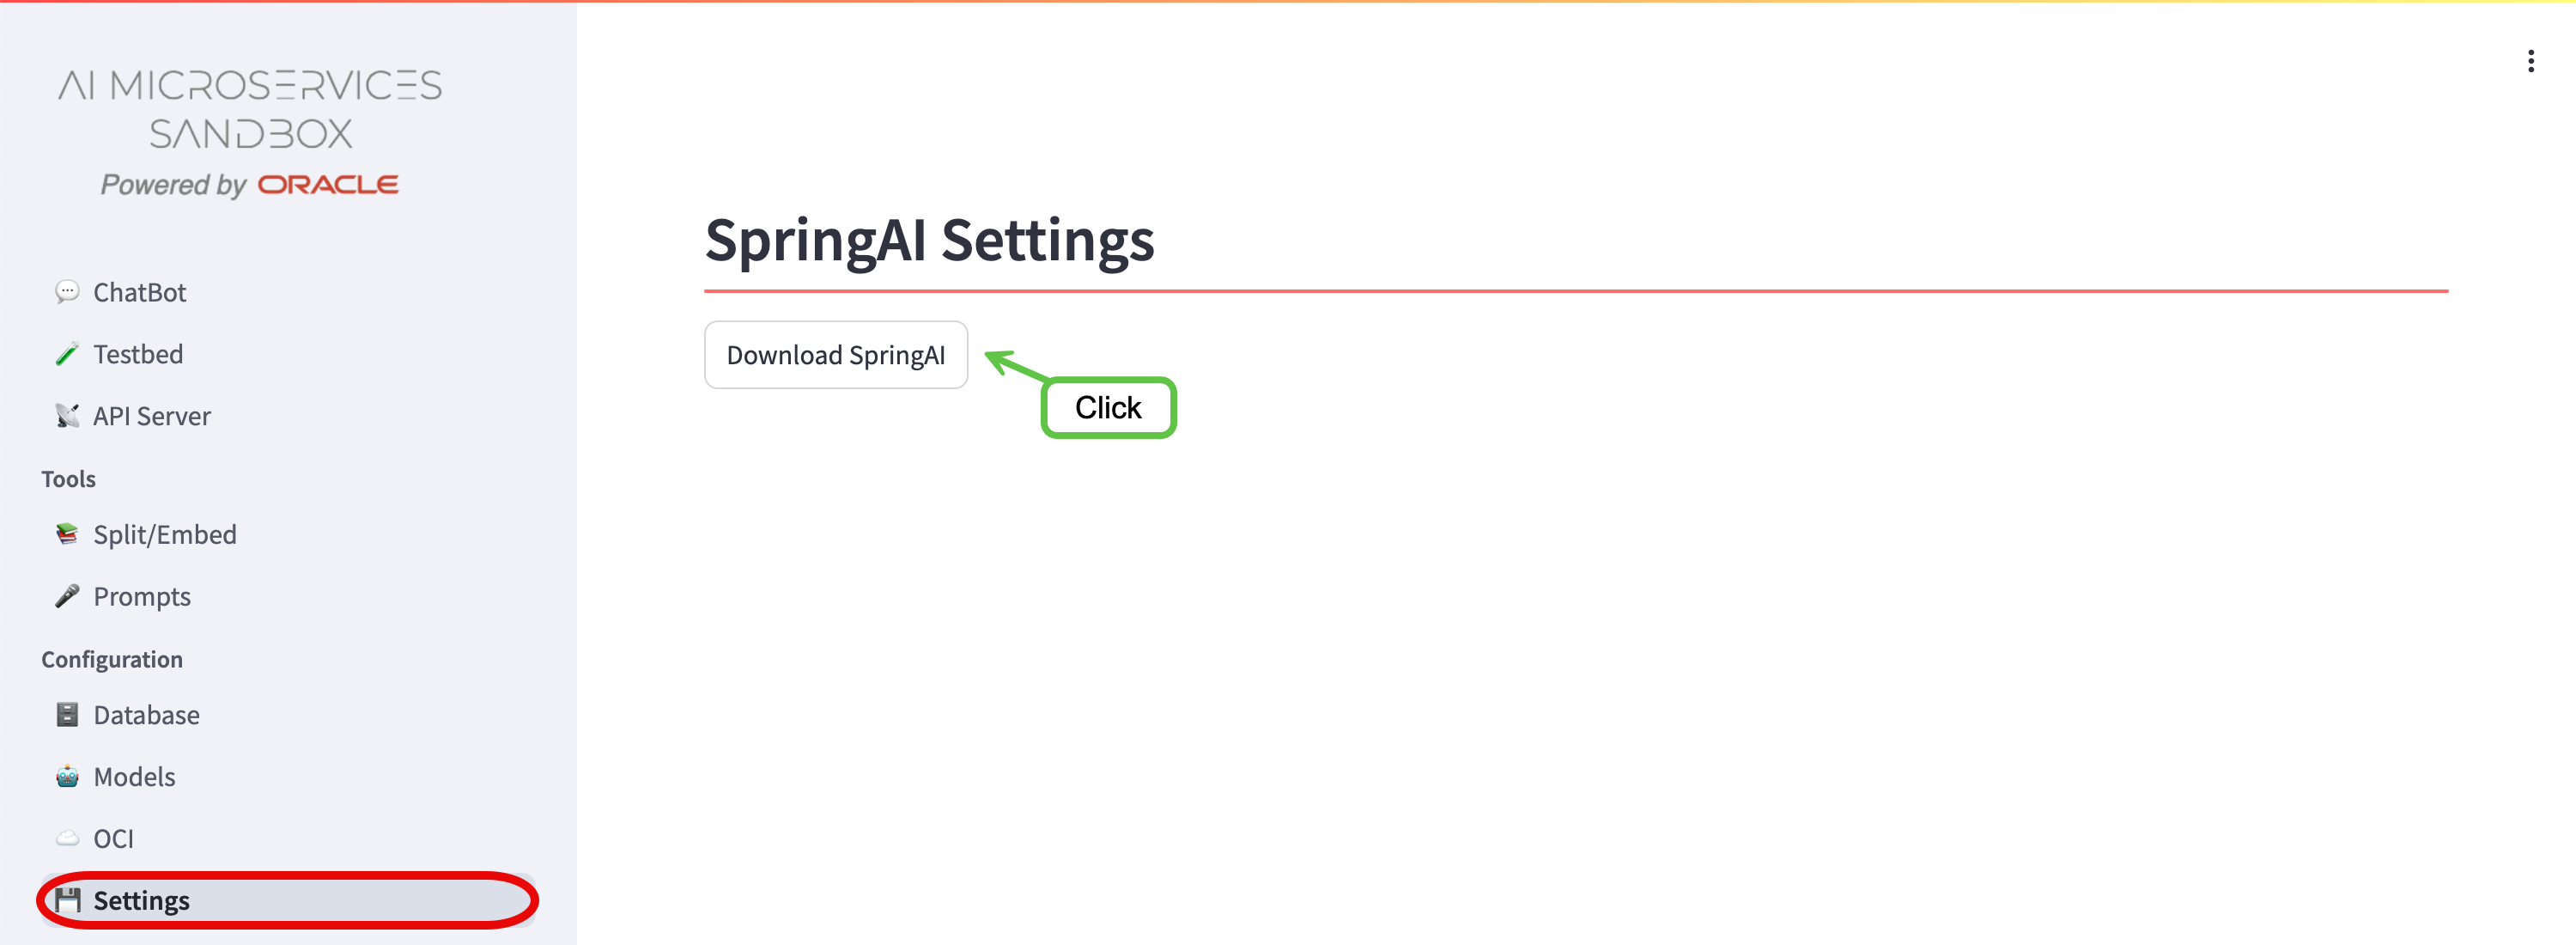 AI MICROSERVICES
SANDBOX
Powered by ORACLE
ChatBot
Testbed
API Server
Tools
Split/Embed
Prompts
Configuration
Database
Models
OCI
Settings
SpringAI Settings
Download SpringAI
Click